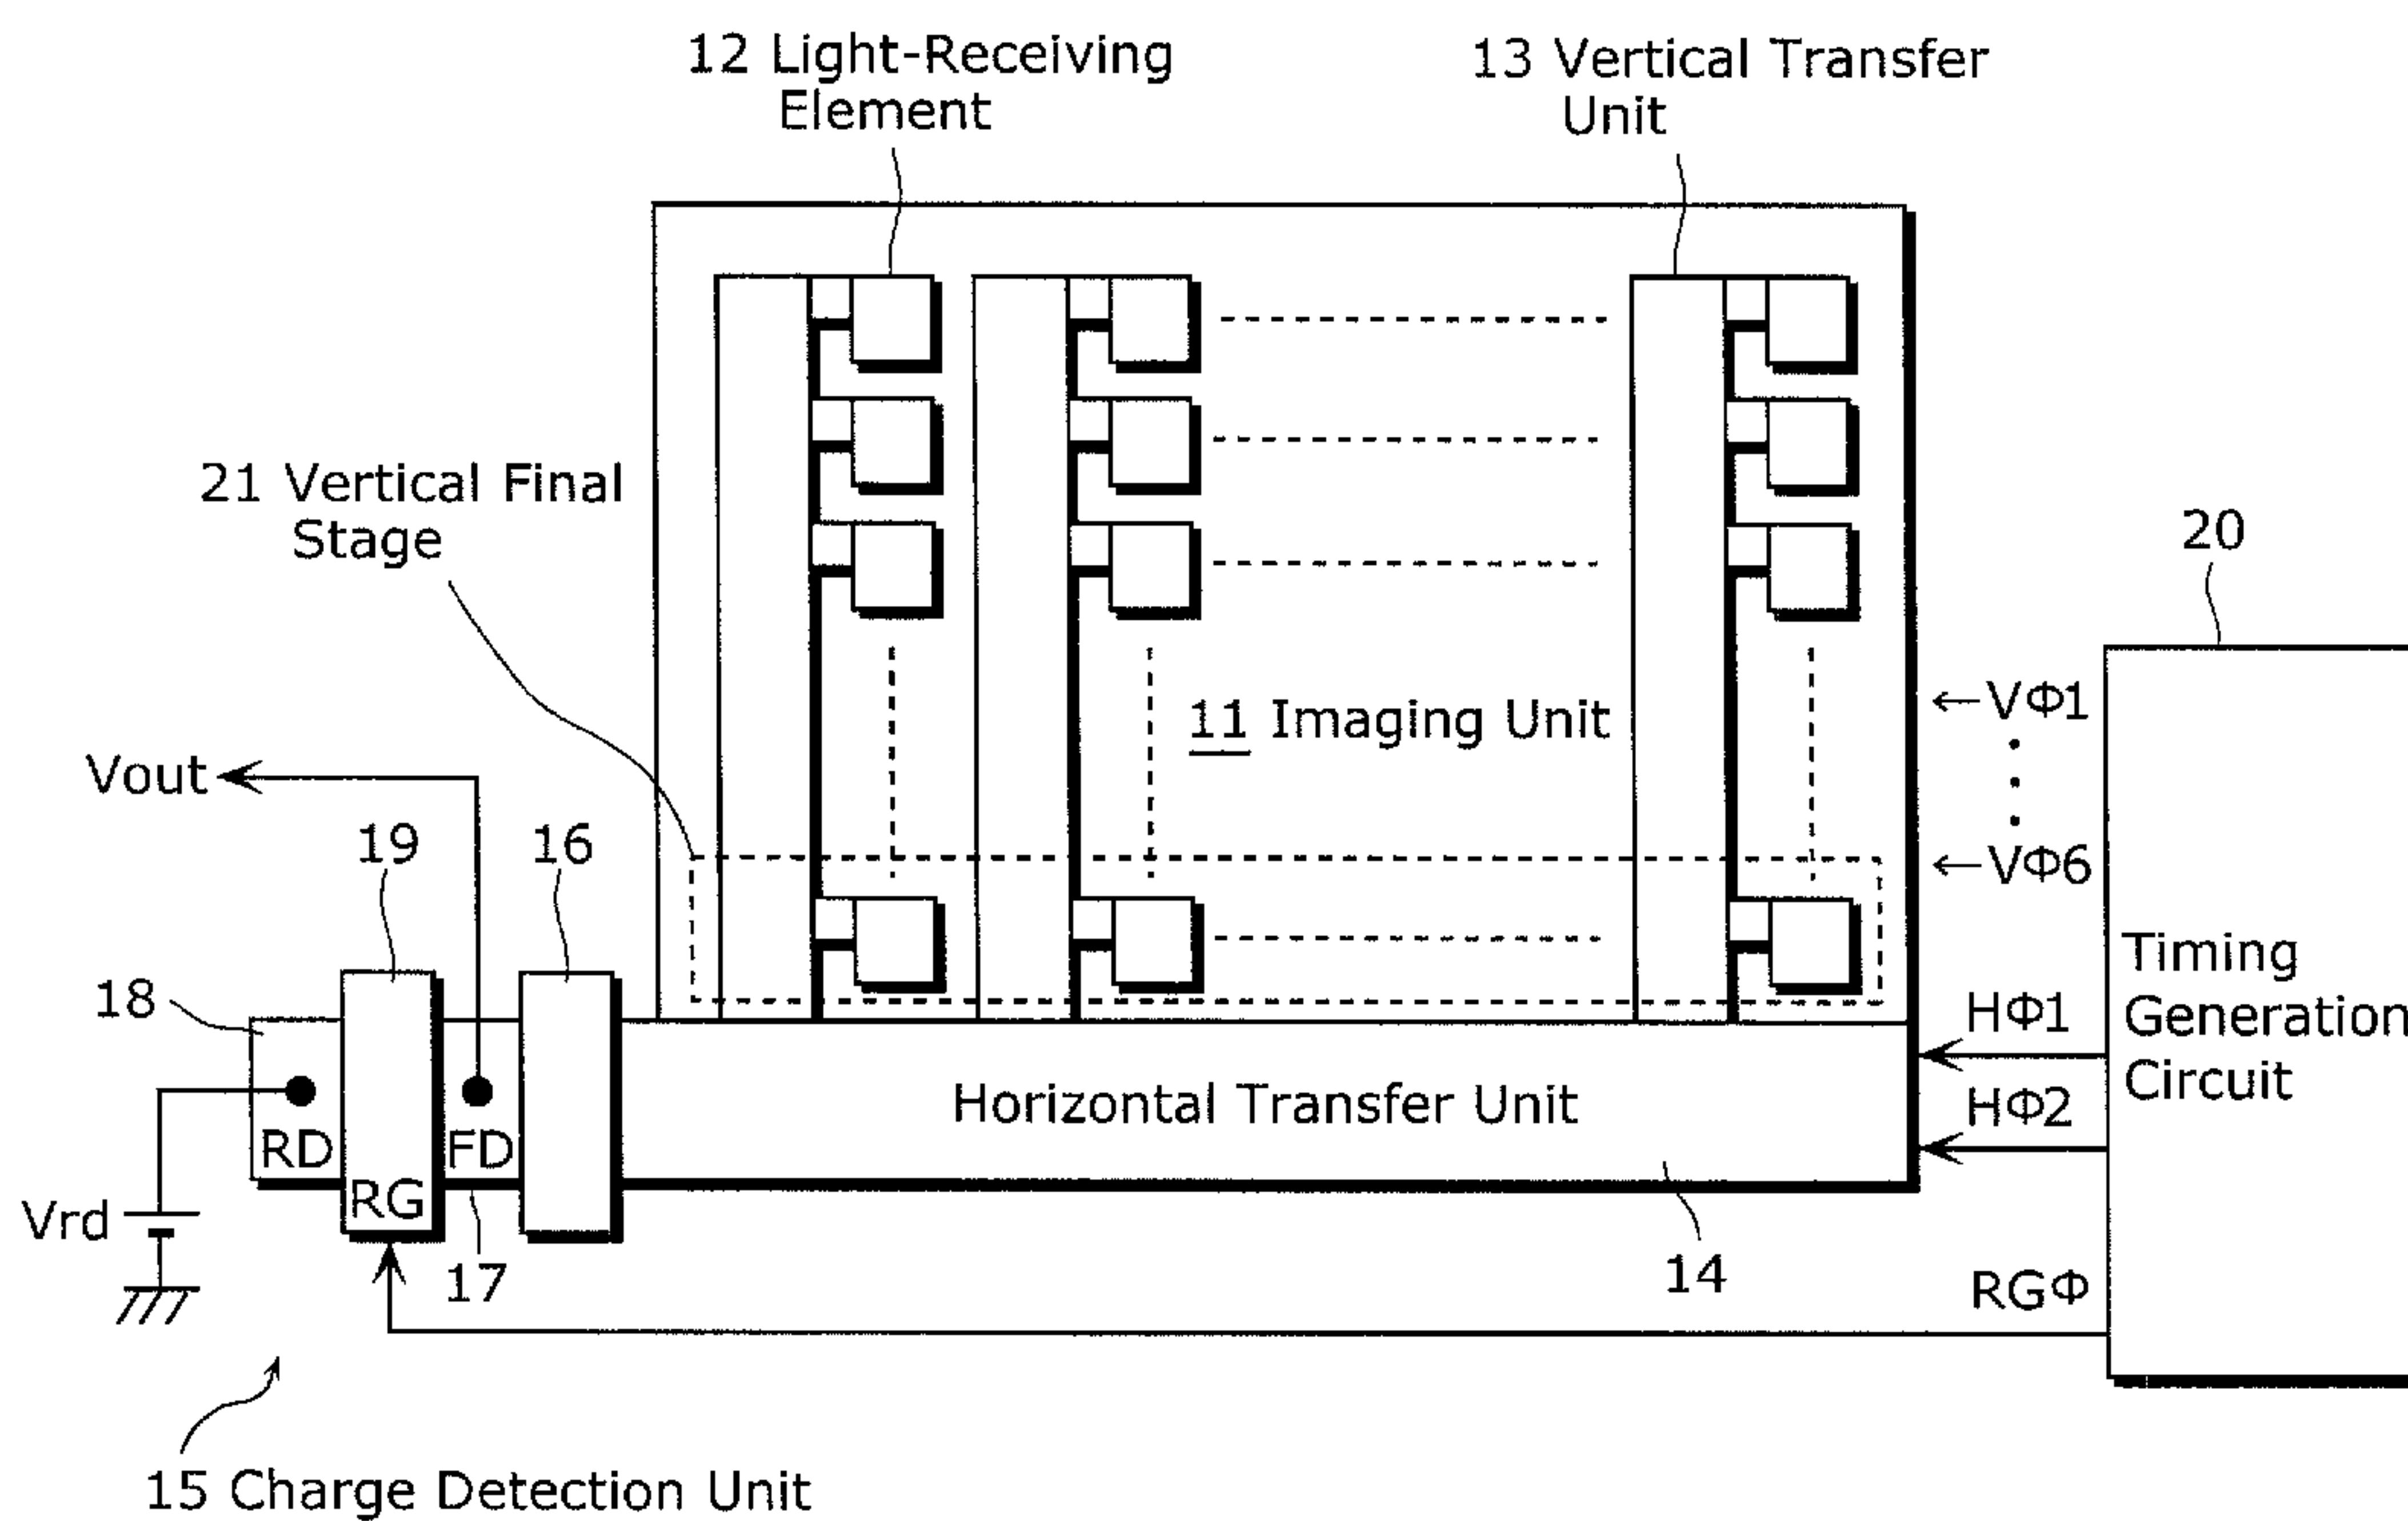 12 Light-Receiving
Element
13 Vertical Transfer
Unit
21 Vertical Final
Stage
20
11 Imaging Unit
VΦ1
Vout
19
16
VΦ6
18
Timing
Generation
Circuit
HΦ1
HΦ2
Horizontal Transfer Unit
RD
FD
RG
Vrd
17
14
RGΦ
15 Charge Detection Unit